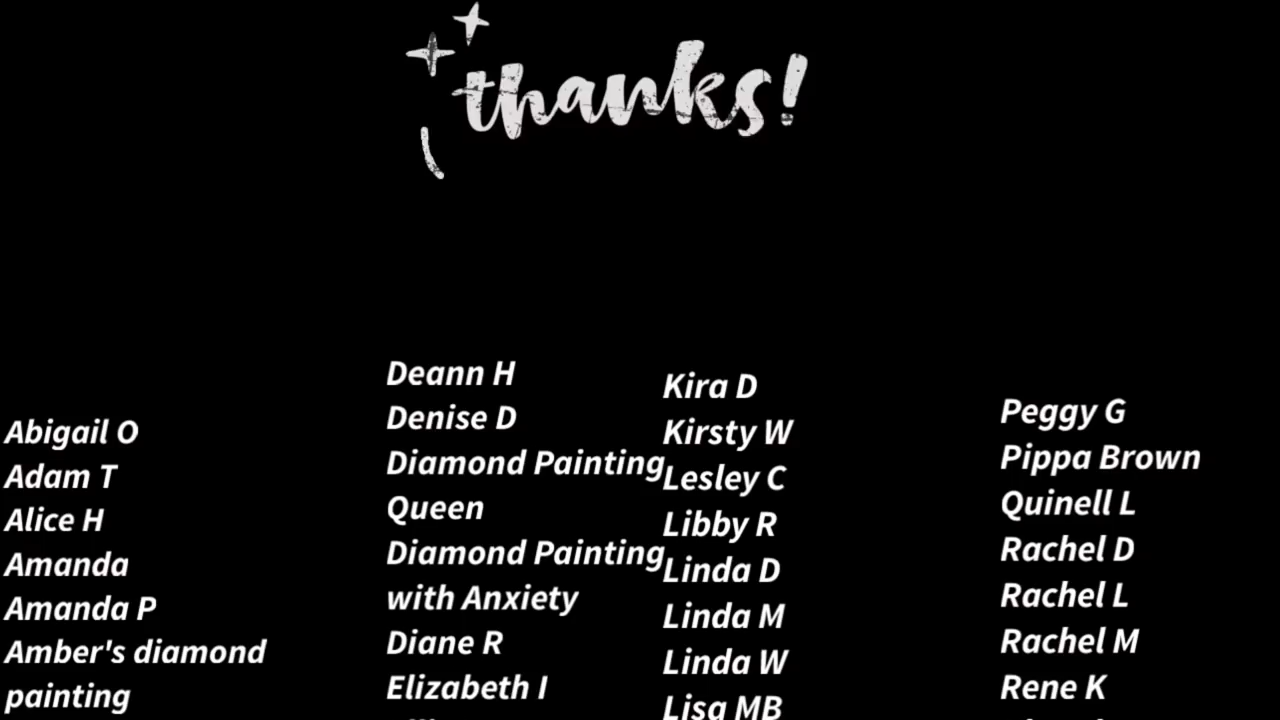 thanks!
Abigail O
Adam T
Alice H
Amanda
Amanda P
Amber's diamond
painting
Deann H
Denise D
Diamond Painting
Queen
Diamond Painting
with Anxiety
Diane R
Elizabeth I
Kira D
Kirsty W
Lesley C
Libby R
Linda D
Linda M
Linda W
Lisa MB
Peggy G
Pippa Brown
Quinell L
Rachel D
Rachel L
Rachel M
Rene K